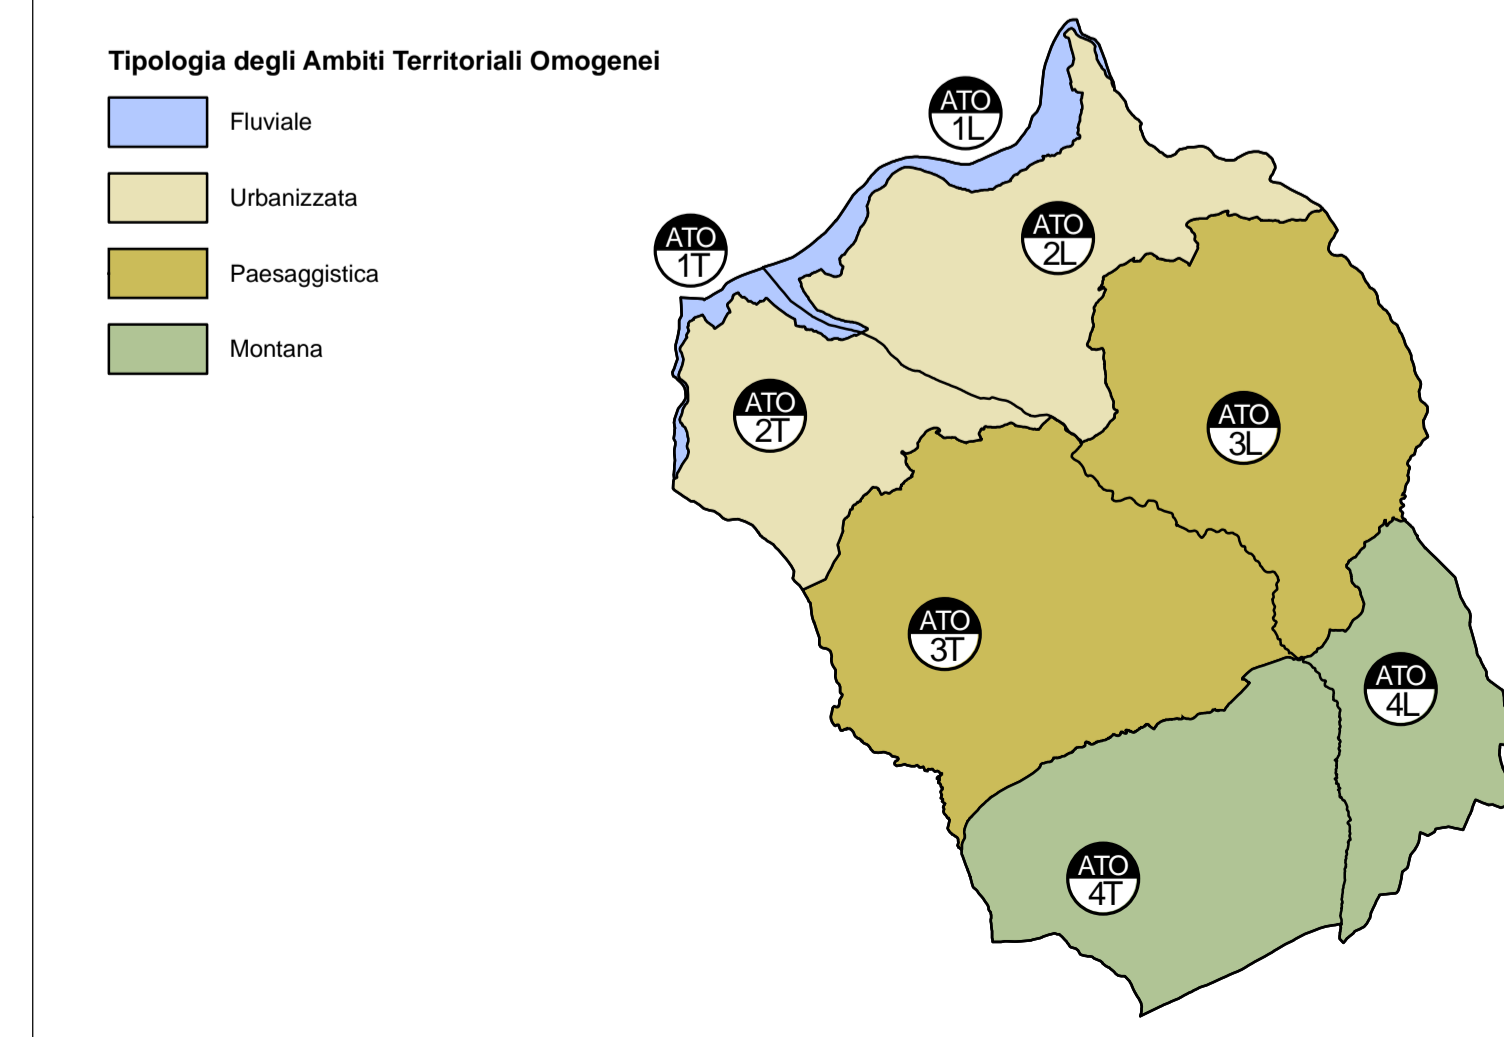 Tipologia degli Ambiti Territoriali Omogenei
Fluviale
Urbanizzata
Paesaggistica
Montana
ATO
1L
ATO
1T
ATO
2L
ATO
2T
ATO
3L
ATO
3T
ATO
4L
ATO
4T